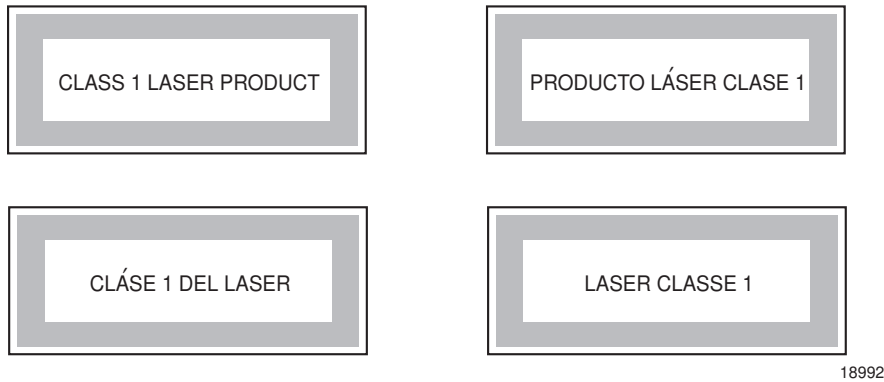 CLASS 1 LASER PRODUCT
PRODUCTO LÁSER CLASE 1
CLÁSE 1 DEL LASER
LASER CLASSE 1
18992